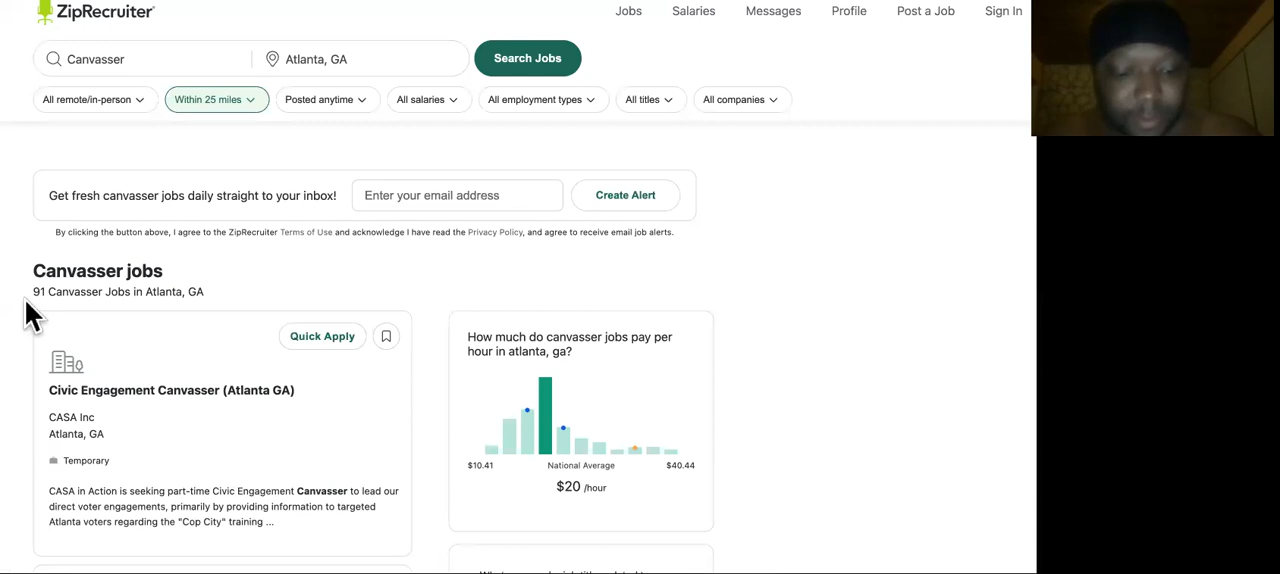 ZipRecruiter
Jobs
Salaries
Messages
Profile
Post a Job
Sign In
Canvasser
Atlanta, GA
Search Jobs
All remote/in-person
Within 25 miles
Posted anytime
All salaries
All employment types
All titles
All companies
Get fresh canvasser jobs daily straight to your inbox!
Enter your email address
Create Alert
By clicking the button above, I agree to the ZipRecruiter Terms of Use and acknowledge I have read the Privacy Policy, and agree to receive email job alerts.
Canvasser jobs
91 Canvasser Jobs in Atlanta, GA
Quick Apply
Civic Engagement Canvasser (Atlanta GA)
CASA Inc
Atlanta, GA
Temporary
CASA in Action is seeking part-time Civic Engagement Canvasser to lead our
direct voter engagements, primarily by providing information to targeted
Atlanta voters regarding the "Cop City" training ...
How much do canvasser jobs pay per
hour in atlanta, ga?
$10.41
National Average
$40.44
$20 /hour